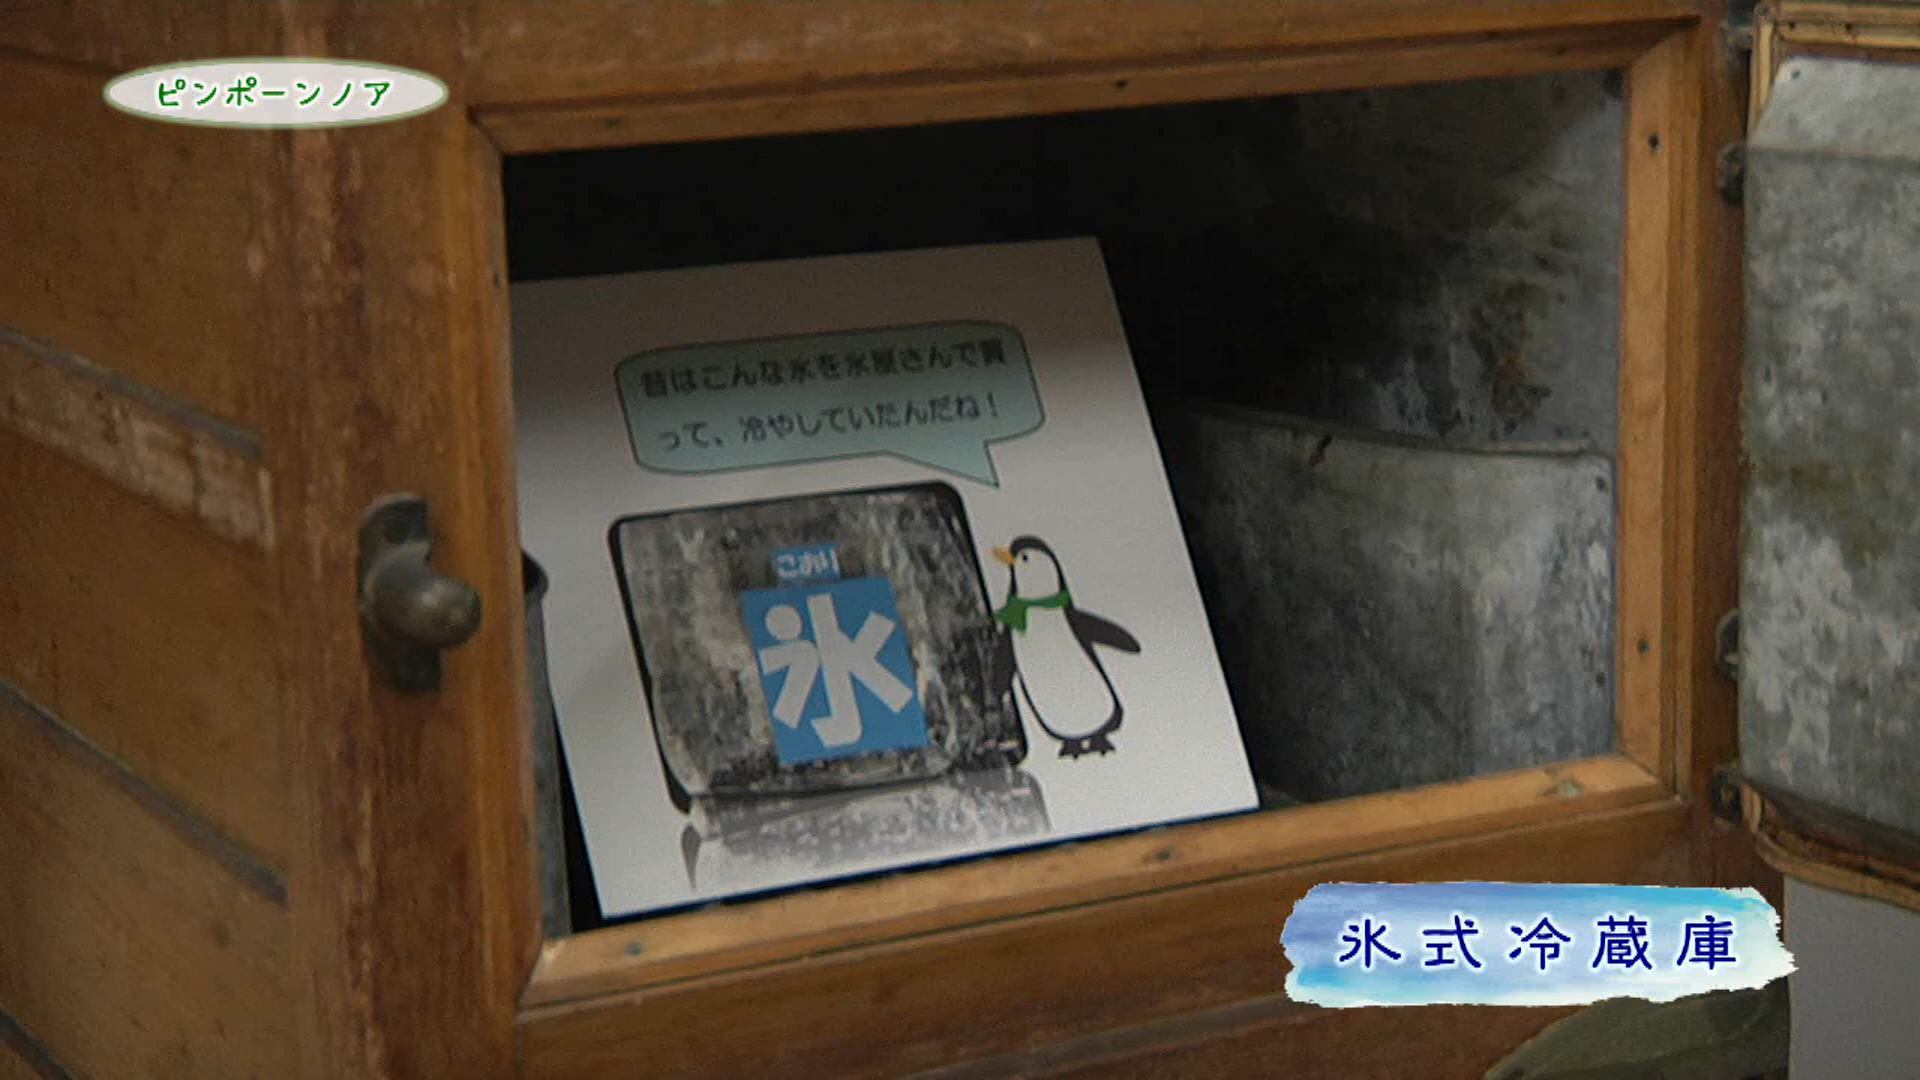 ピンポーンノア
昔はこんな氷を氷屋さんで買
って、冷やしていたんだね！
こおり
氷
氷式冷蔵庫